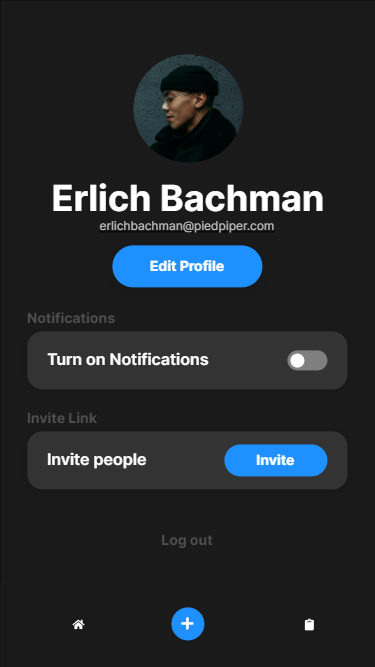 Erlich Bachman
erlichbachman@piedpiper.com
Edit Profile
Notifications
Turn on Notifications
Invite Link
Invite people
Invite
Log out